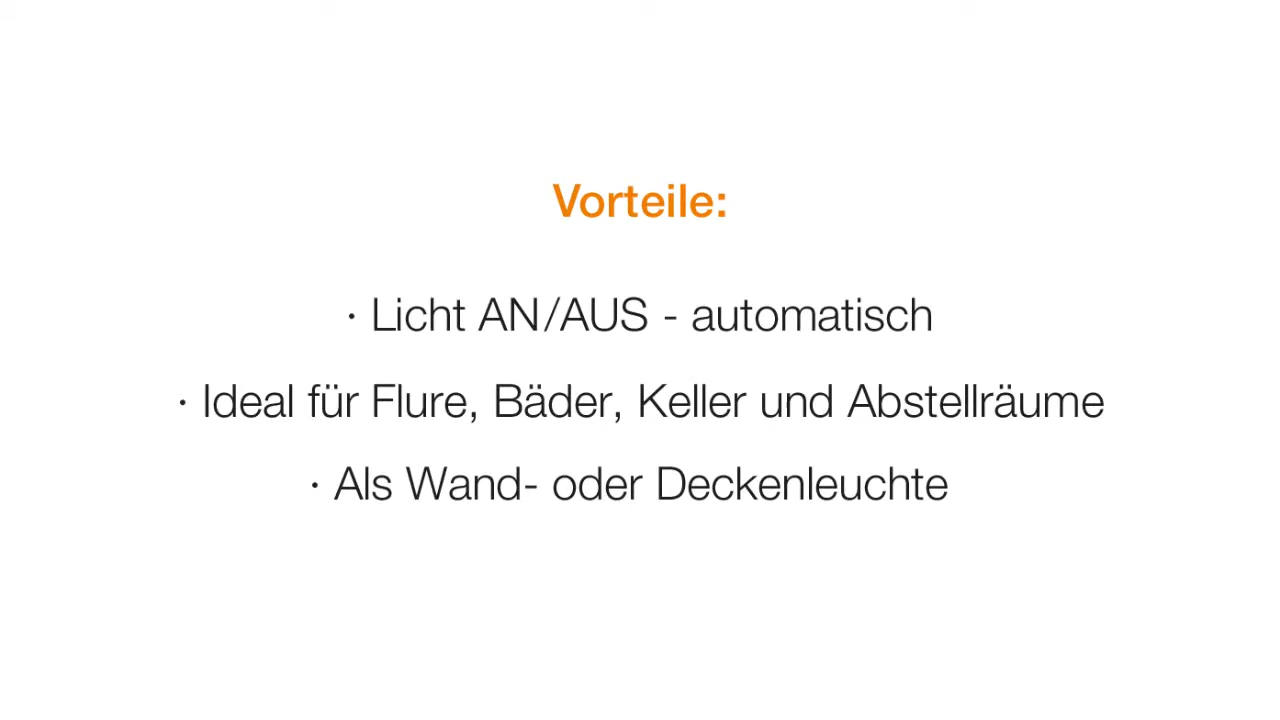 Vorteile:
· Licht AN/AUS - automatisch
· Ideal für Flure, Bäder, Keller und Abstellräume
· Als Wand- oder Deckenleuchte